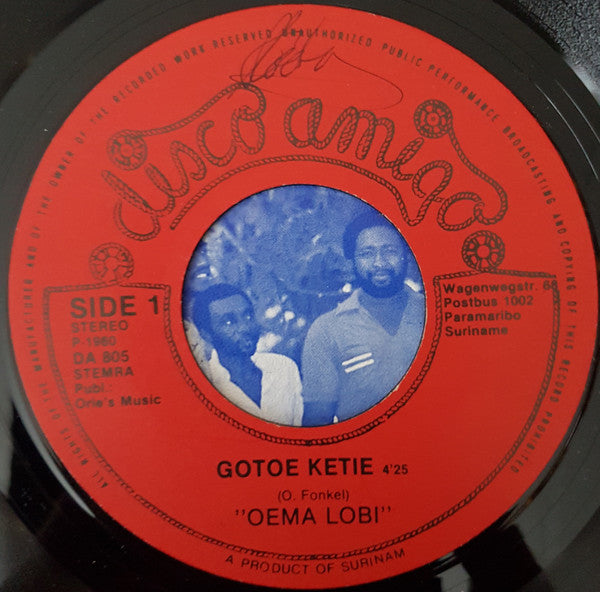 ALL RIGHTS OF THE MANUFACTURER AND OF THE OWNER OF THE RECORDED WORK RESERVED UNAUTHORIZED PUBLIC PERFORMANCE BROADCASTING AND COPYING OF THIS RECORD PROHIBITED
disco amigo
SIDE 1
STEREO
P-1980
DA 805
STEMRA
Publ.:
Orie's Music
Wagenwegstr. 68
Postbus 1002
Paramaribo
Suriname
GOTOE KETIE 4'25
(O. Fonkel)
"OEMA LOBI"
A PRODUCT OF SURINAM